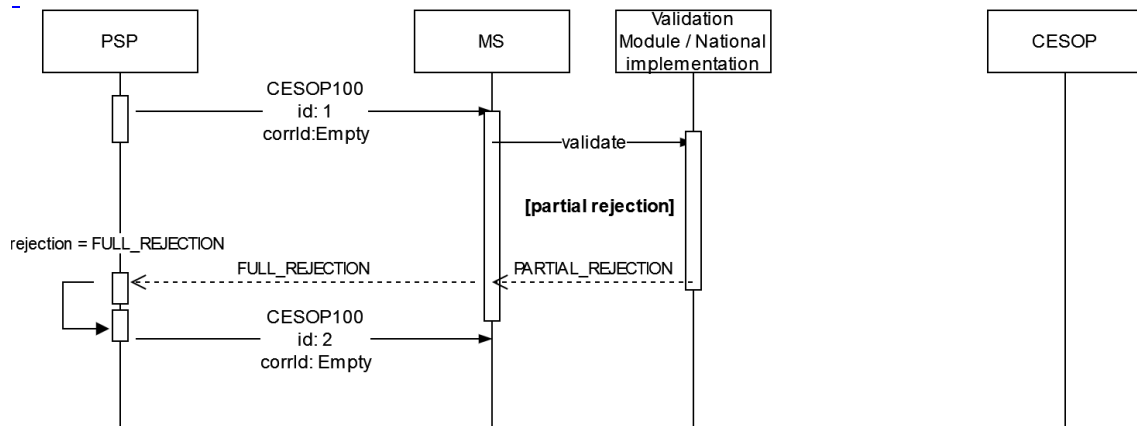 PSP
MS
Validation
Module / National
implementation
CESOP
CESOP100
id: 1
corrId:Empty
validate
[partial rejection]
rejection = FULL_REJECTION
FULL_REJECTION
PARTIAL_REJECTION
CESOP100
id: 2
corrId: Empty